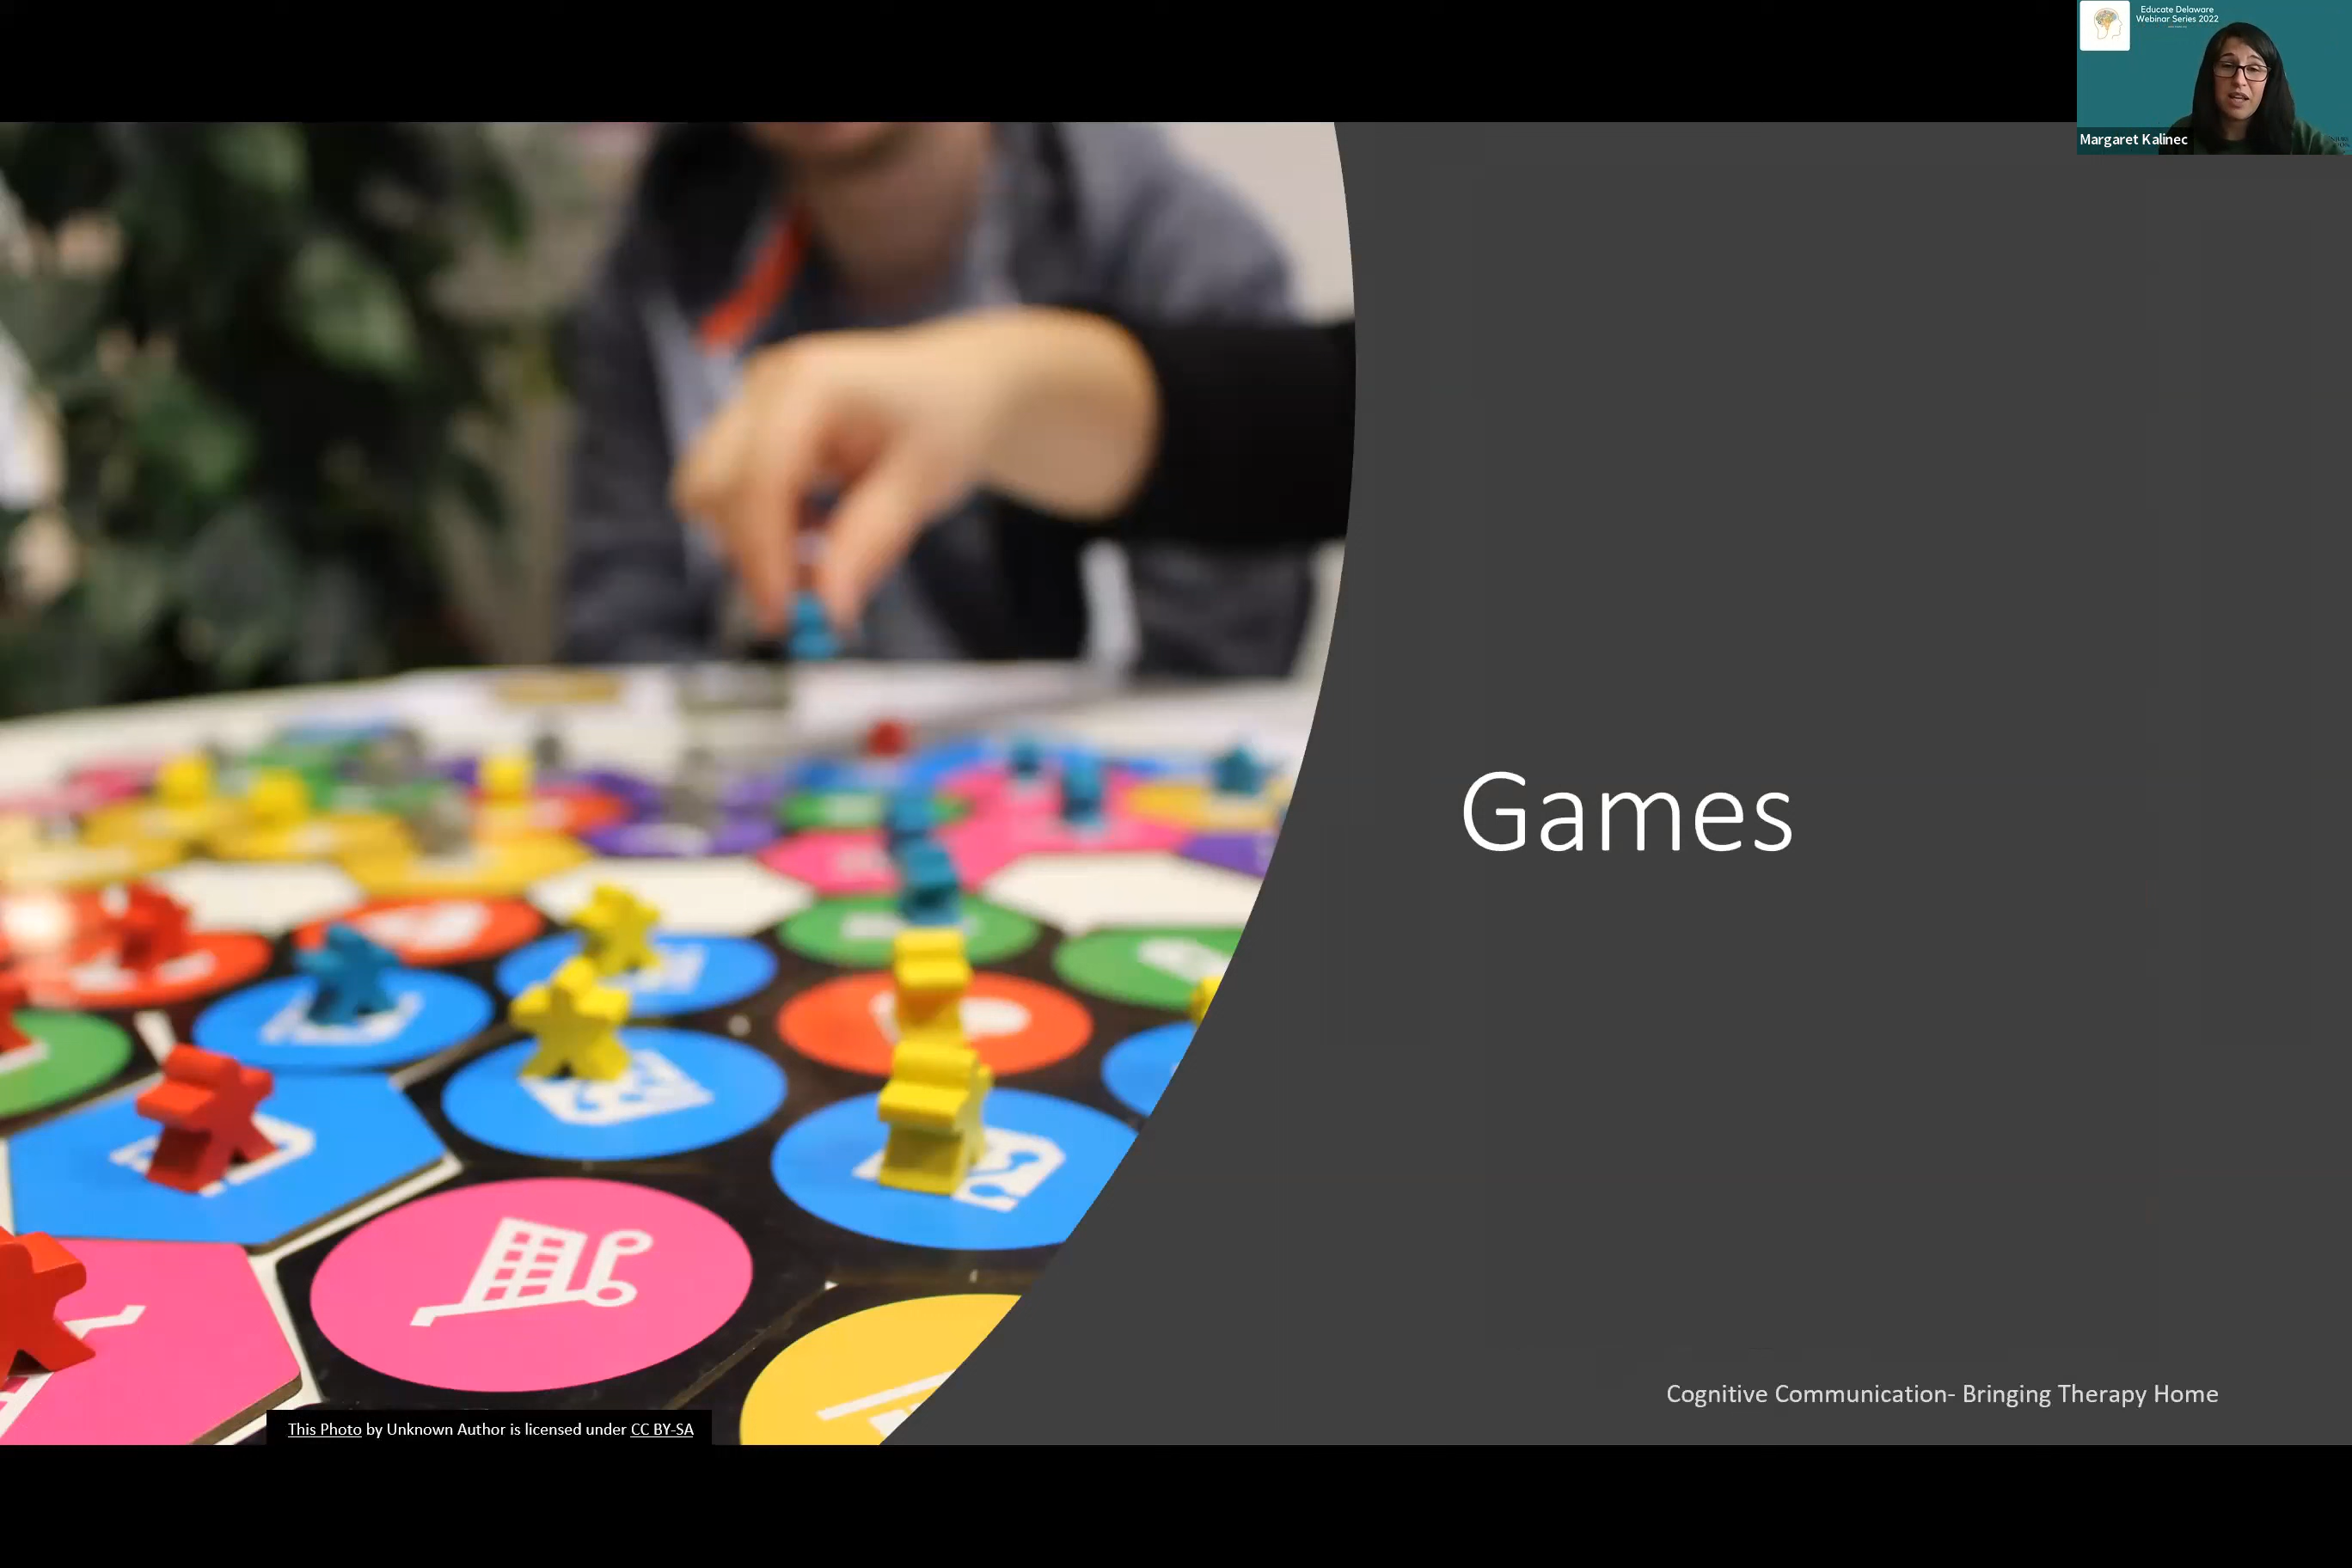 Educate Delaware
Webinar Series 2022
Margaret Kalinec
Games
Cognitive Communication- Bringing Therapy Home
This Photo by Unknown Author is licensed under CC BY-SA